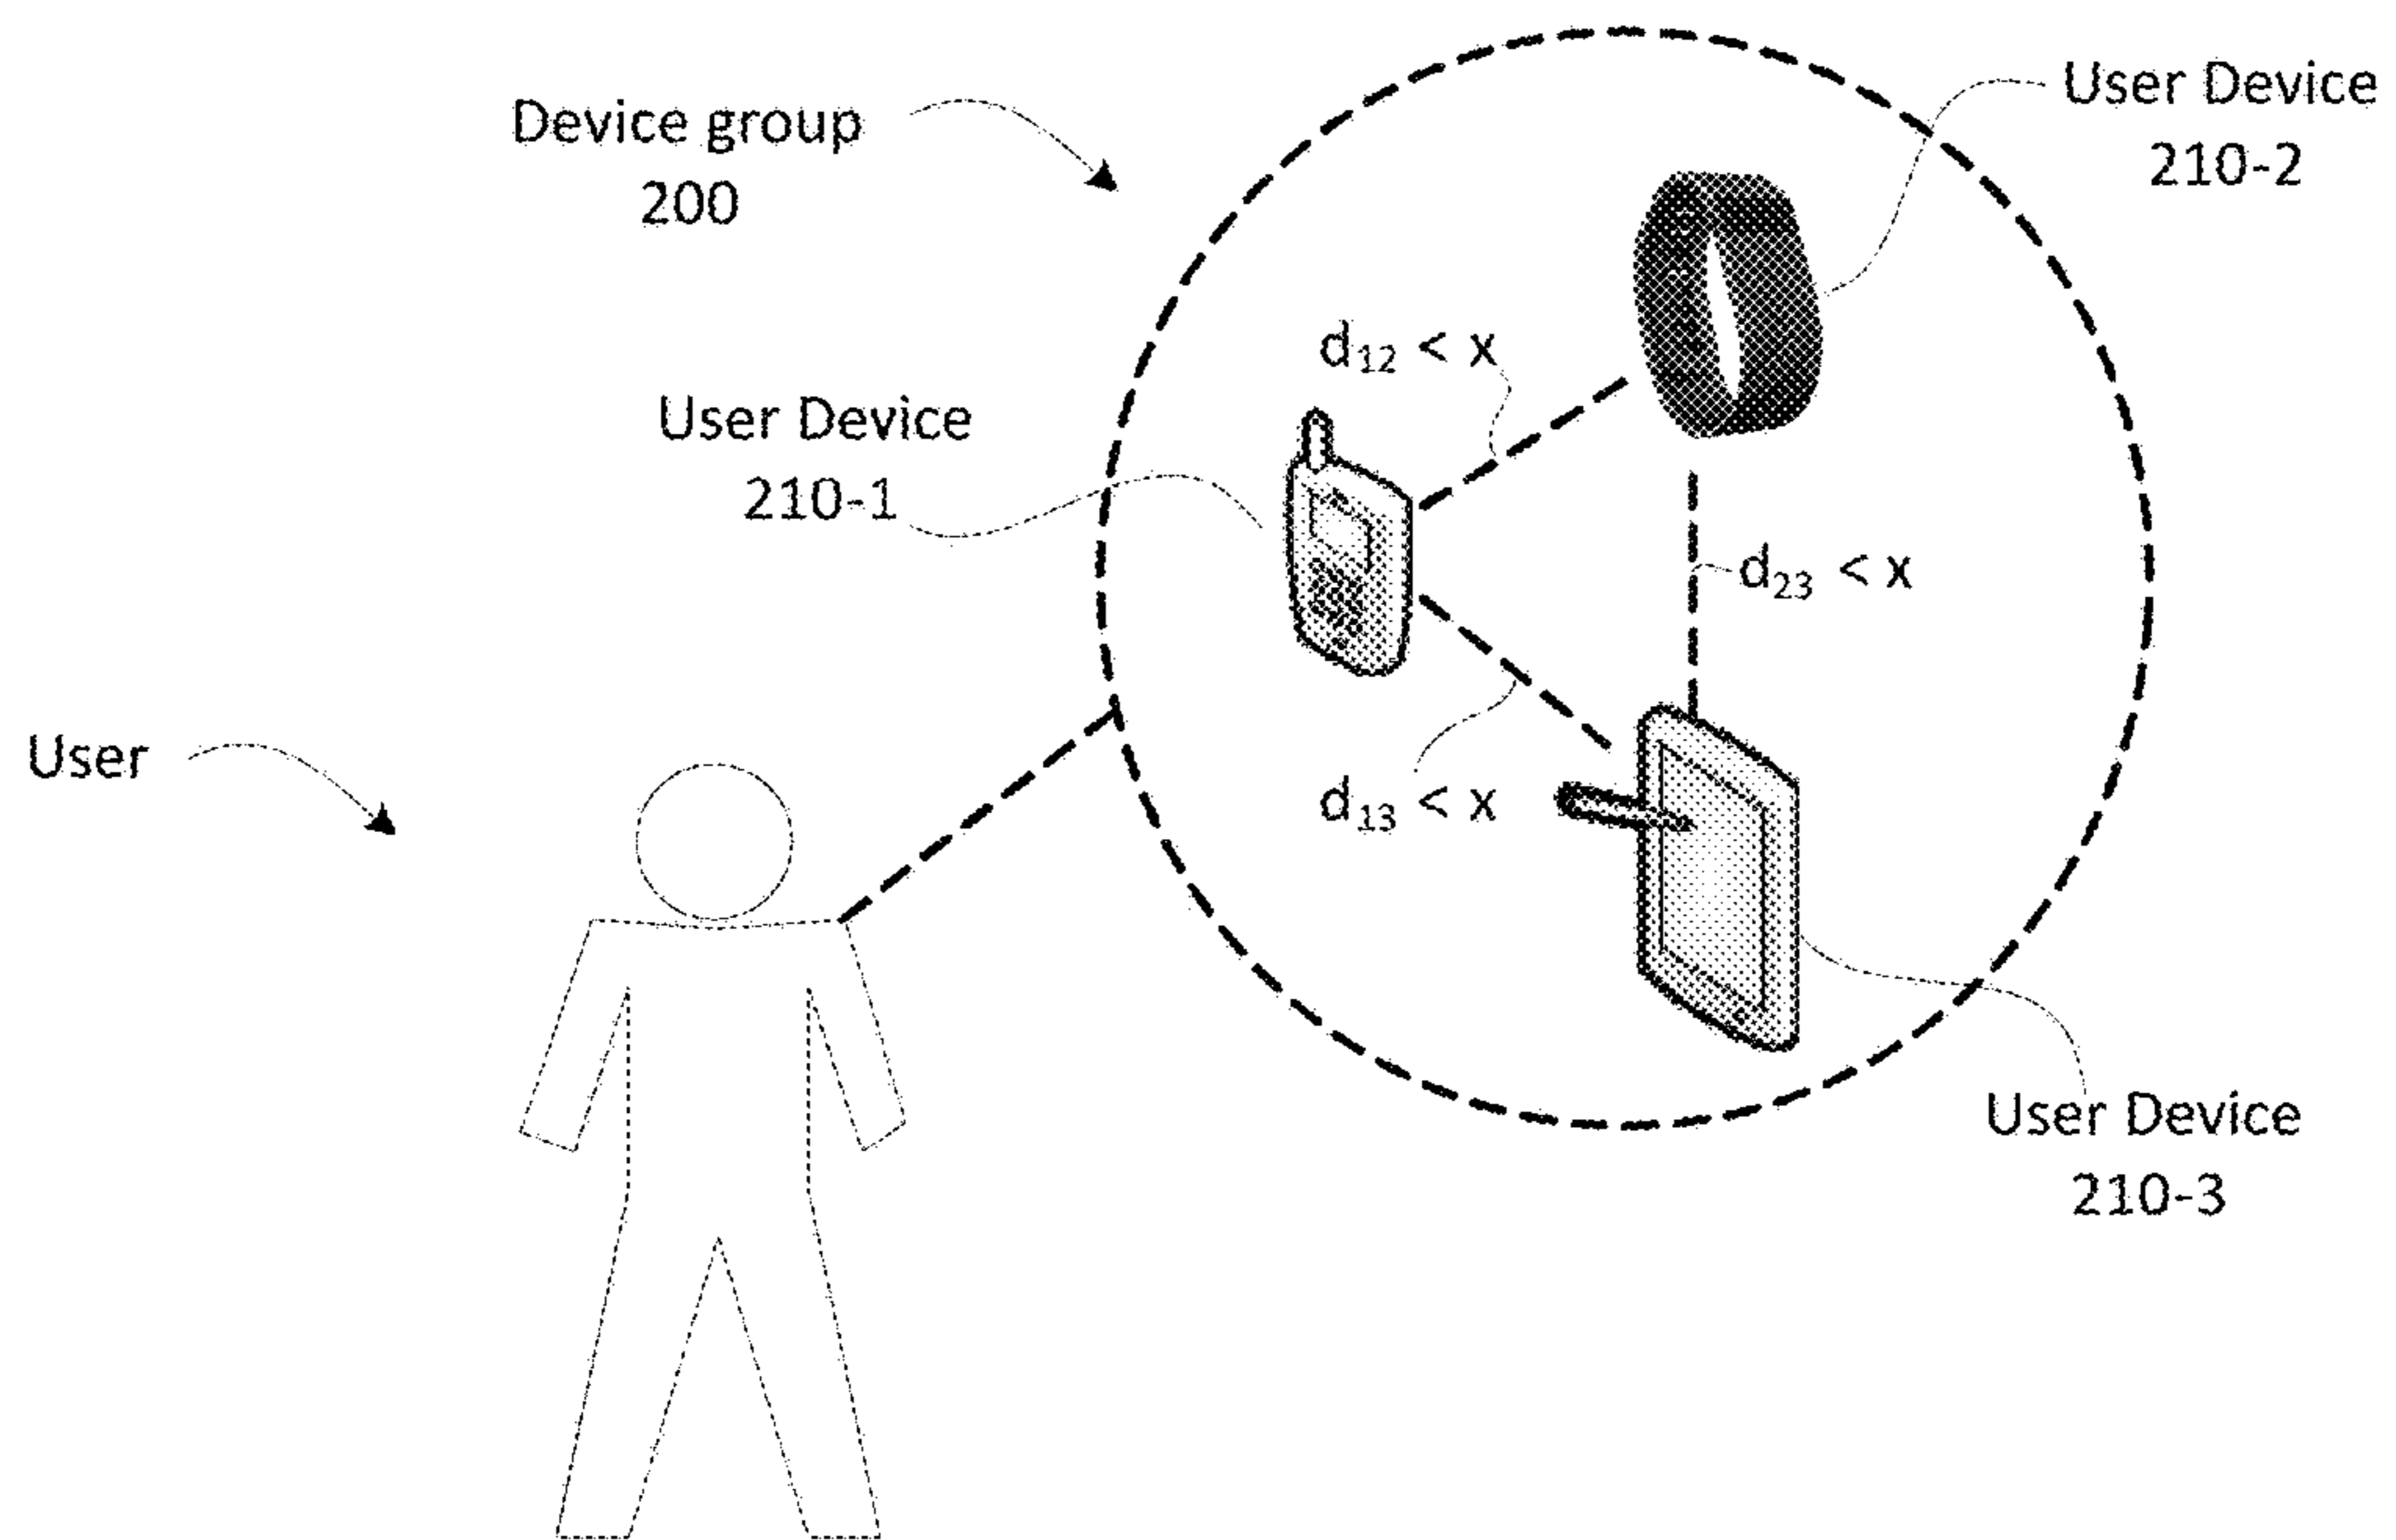 Device group
200
User Device
210-2
d₁₂ < x
User Device
210-1
d₂₃ < x
User
d₁₃ < x
User Device
210-3